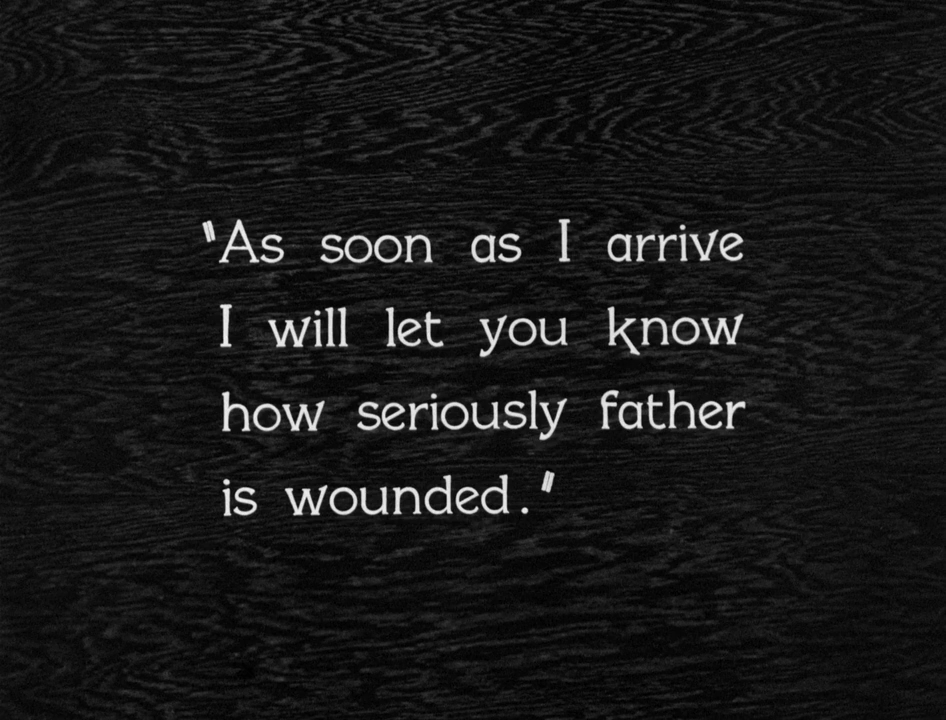 "As soon as I arrive
I will let you know
how seriously father
is wounded."